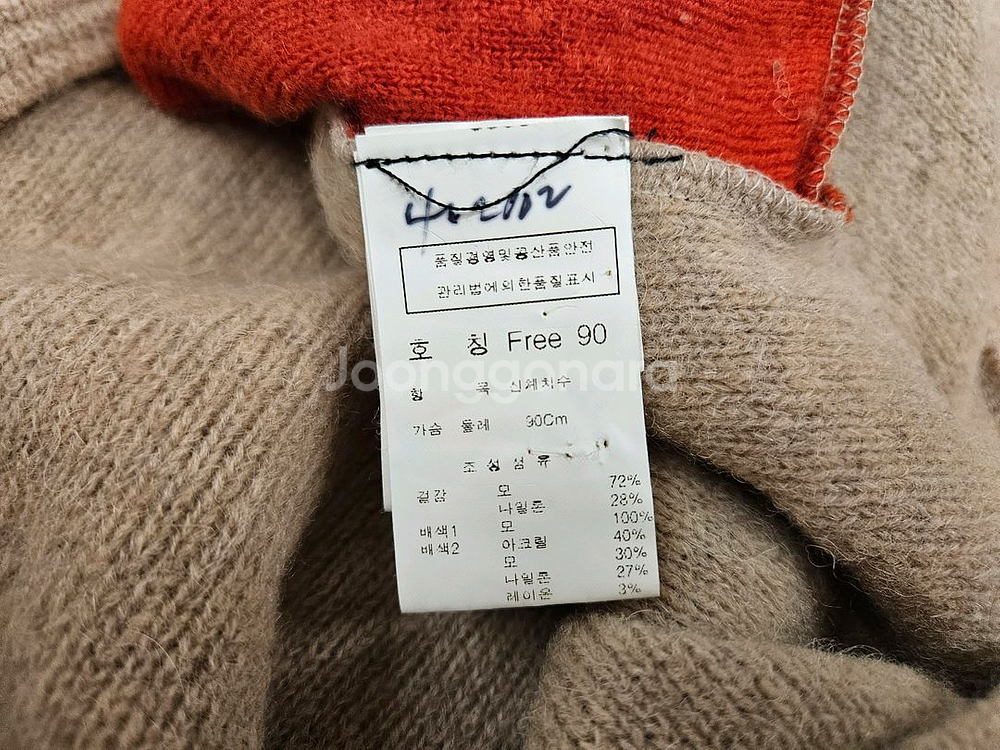 품질경영및공산품안전
관리법에의한품질표시
호 칭 Free 90
Joonggonara
항 목 신체치수
가슴 둘레 90Cm
조 성 섬 유
겉감 모 72%
나일론 28%
배색1 모 100%
배색2 아크릴 40%
모 30%
나일론 27%
레이온 3%